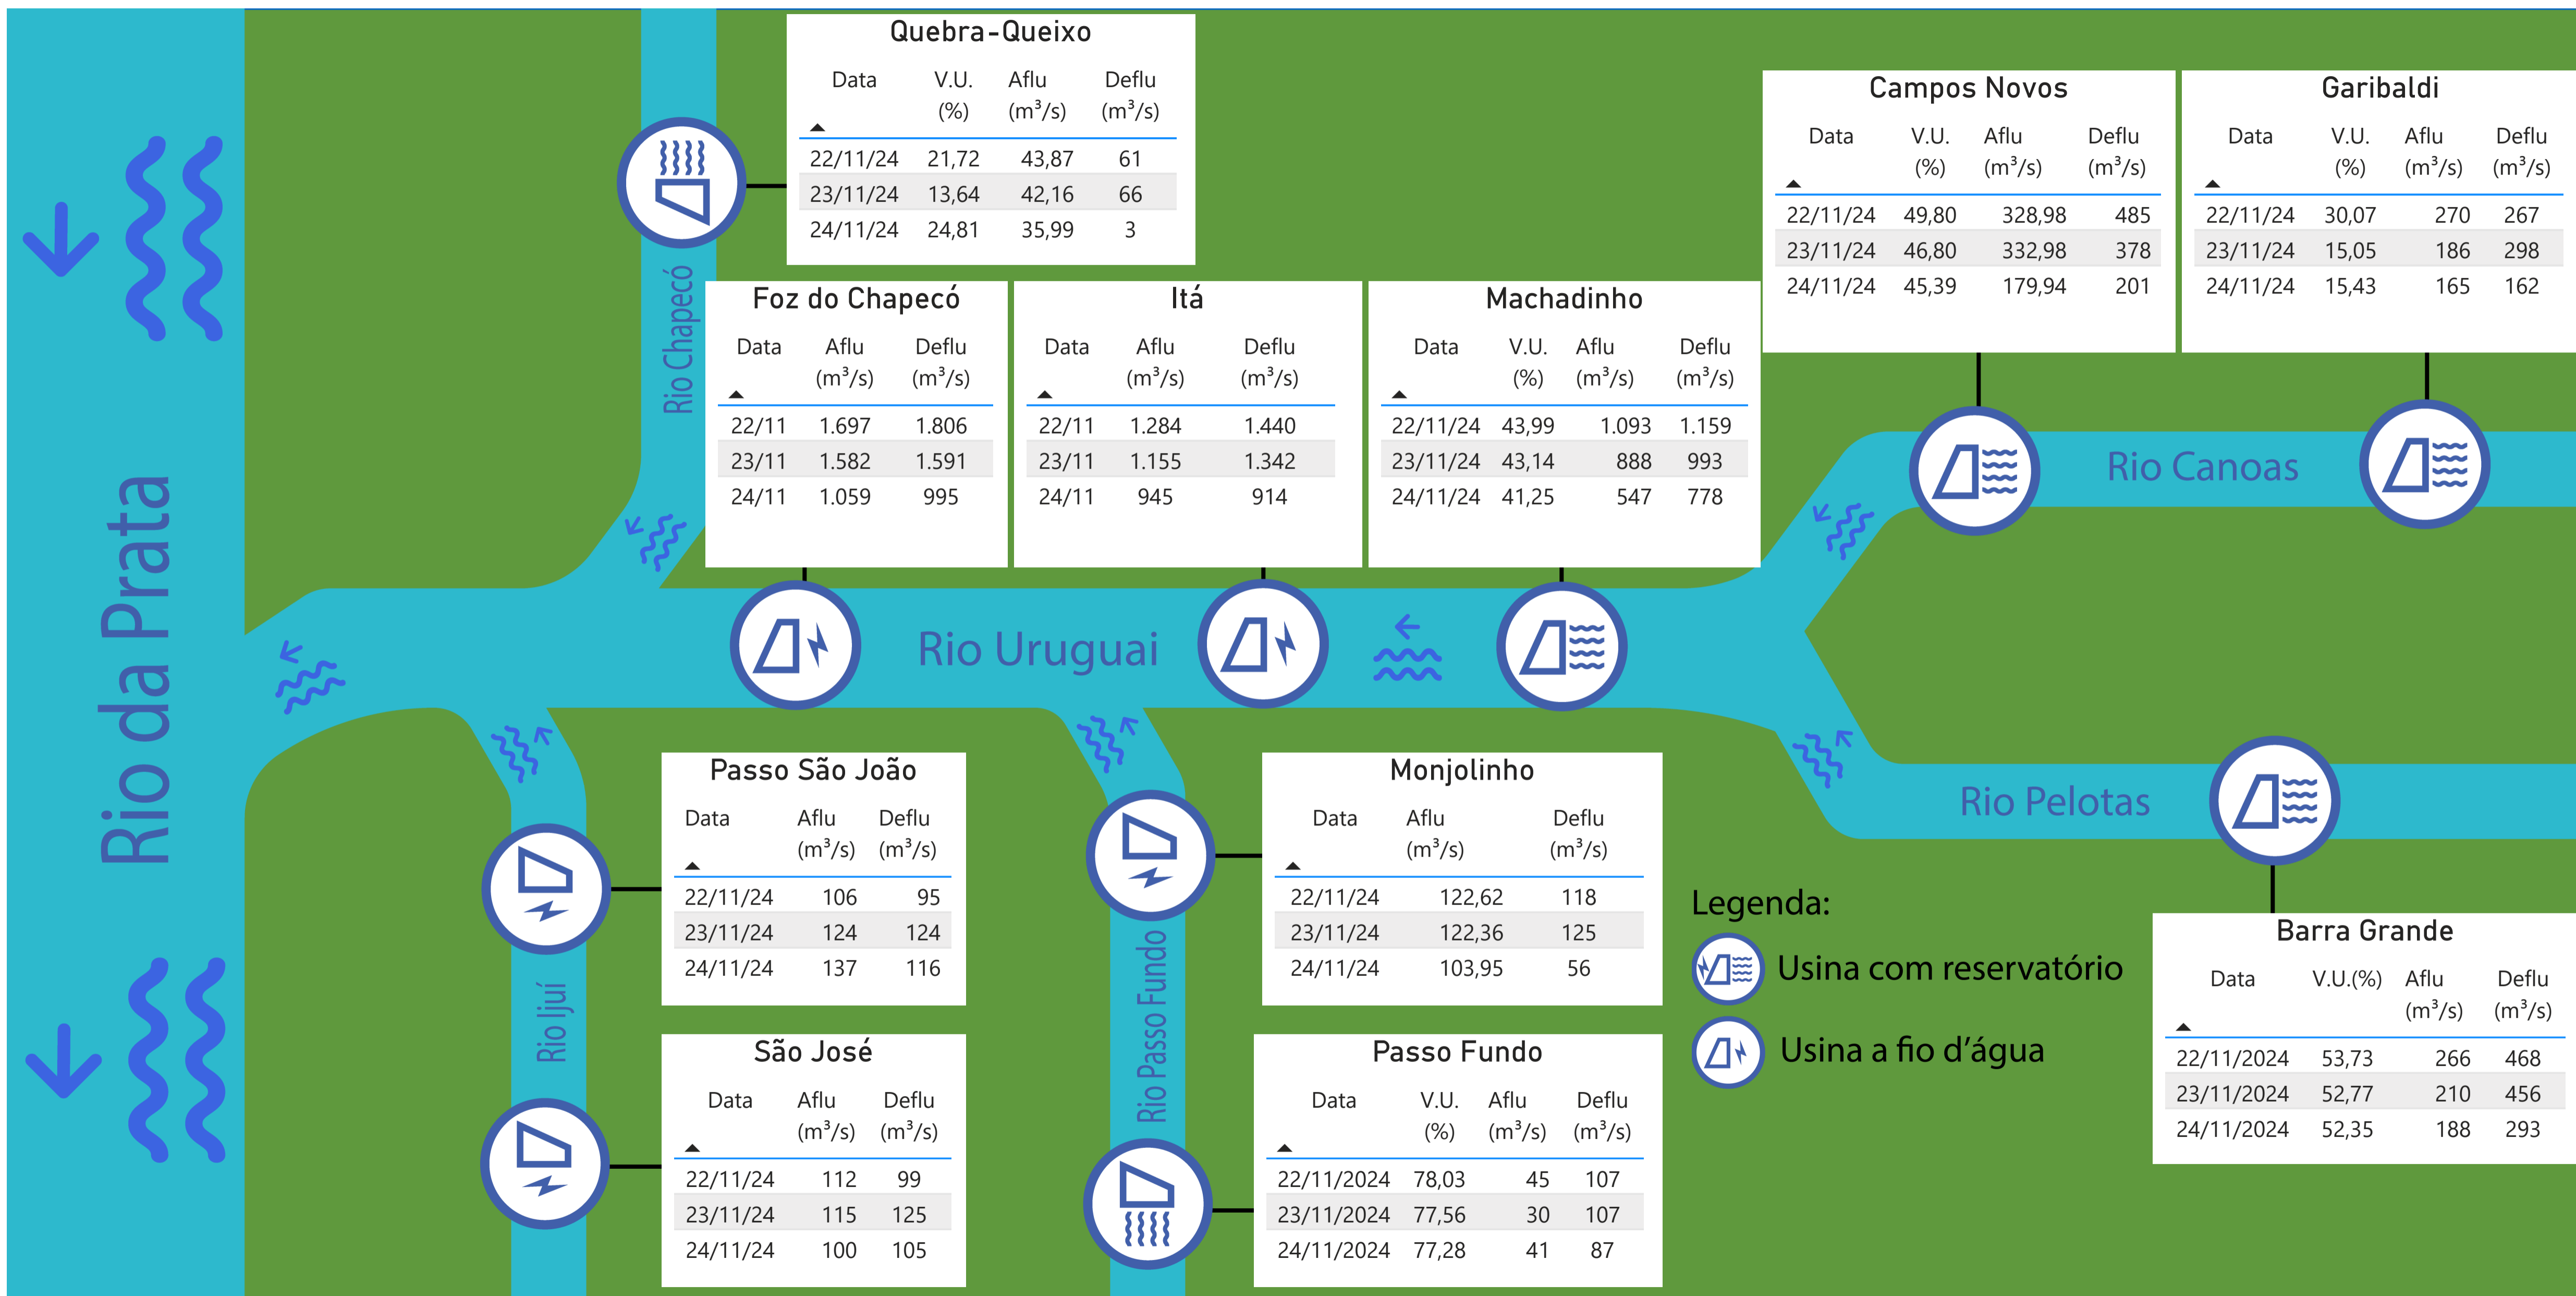 Quebra-Queixo
Data V.U. (%) Aflu (m³/s) Deflu (m³/s)
22/11/24 21,72 43,87 61
23/11/24 13,64 42,16 66
24/11/24 24,81 35,99 3
Campos Novos
Data V.U. (%) Aflu (m³/s) Deflu (m³/s)
22/11/24 49,80 328,98 485
23/11/24 46,80 332,98 378
24/11/24 45,39 179,94 201
Garibaldi
Data V.U. (%) Aflu (m³/s) Deflu (m³/s)
22/11/24 30,07 270 267
23/11/24 15,05 186 298
24/11/24 15,43 165 162
Rio Chapecó
Foz do Chapecó
Data Aflu (m³/s) Deflu (m³/s)
22/11 1.697 1.806
23/11 1.582 1.591
24/11 1.059 995
Itá
Data Aflu (m³/s) Deflu (m³/s)
22/11 1.284 1.440
23/11 1.155 1.342
24/11 945 914
Machadinho
Data V.U. (%) Aflu (m³/s) Deflu (m³/s)
22/11/24 43,99 1.093 1.159
23/11/24 43,14 888 993
24/11/24 41,25 547 778
Rio Canoas
Rio da Prata
Rio Uruguai
Rio Pelotas
Passo São João
Data Aflu (m³/s) Deflu (m³/s)
22/11/24 106 95
23/11/24 124 124
24/11/24 137 116
Monjolinho
Data Aflu (m³/s) Deflu (m³/s)
22/11/24 122,62 118
23/11/24 122,36 125
24/11/24 103,95 56
Rio Ijuí
Rio Passo Fundo
São José
Data Aflu (m³/s) Deflu (m³/s)
22/11/24 112 99
23/11/24 115 125
24/11/24 100 105
Passo Fundo
Data V.U. (%) Aflu (m³/s) Deflu (m³/s)
22/11/2024 78,03 45 107
23/11/2024 77,56 30 107
24/11/2024 77,28 41 87
Legenda:
Usina com reservatório
Usina a fio d'água
Barra Grande
Data V.U.(%) Aflu (m³/s) Deflu (m³/s)
22/11/2024 53,73 266 468
23/11/2024 52,77 210 456
24/11/2024 52,35 188 293